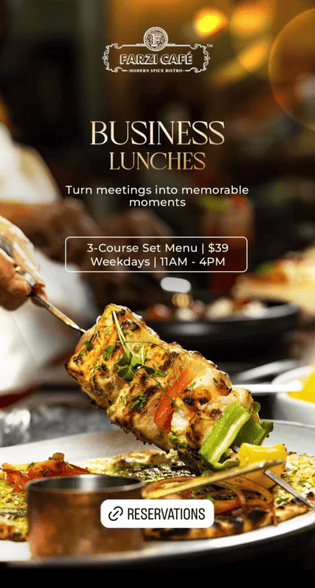 FARZI CAFÉ
MODERN SPICE BISTRO
BUSINESS
LUNCHES
Turn meetings into memorable
moments
3-Course Set Menu | $39
Weekdays | 11AM - 4PM
RESERVATIONS